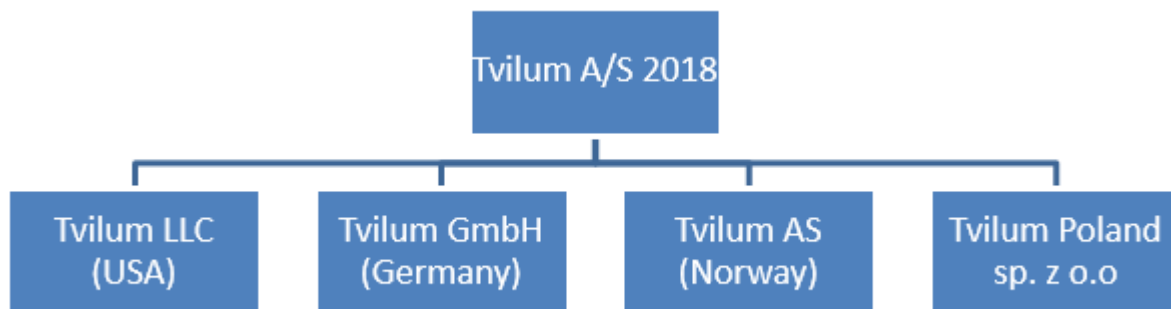 Tvilum A/S 2018
Tvilum LLC
(USA)
Tvilum GmbH
(Germany)
Tvilum AS
(Norway)
Tvilum Poland
sp. z o.o